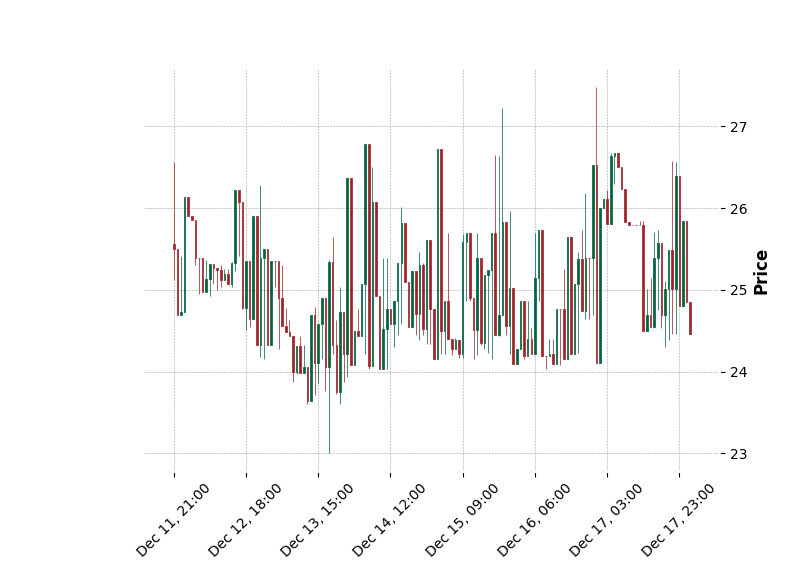 27
26
25
24
23
Price
Dec 11, 21:00
Dec 12, 18:00
Dec 13, 15:00
Dec 14, 12:00
Dec 15, 09:00
Dec 16, 06:00
Dec 17, 03:00
Dec 17, 23:00